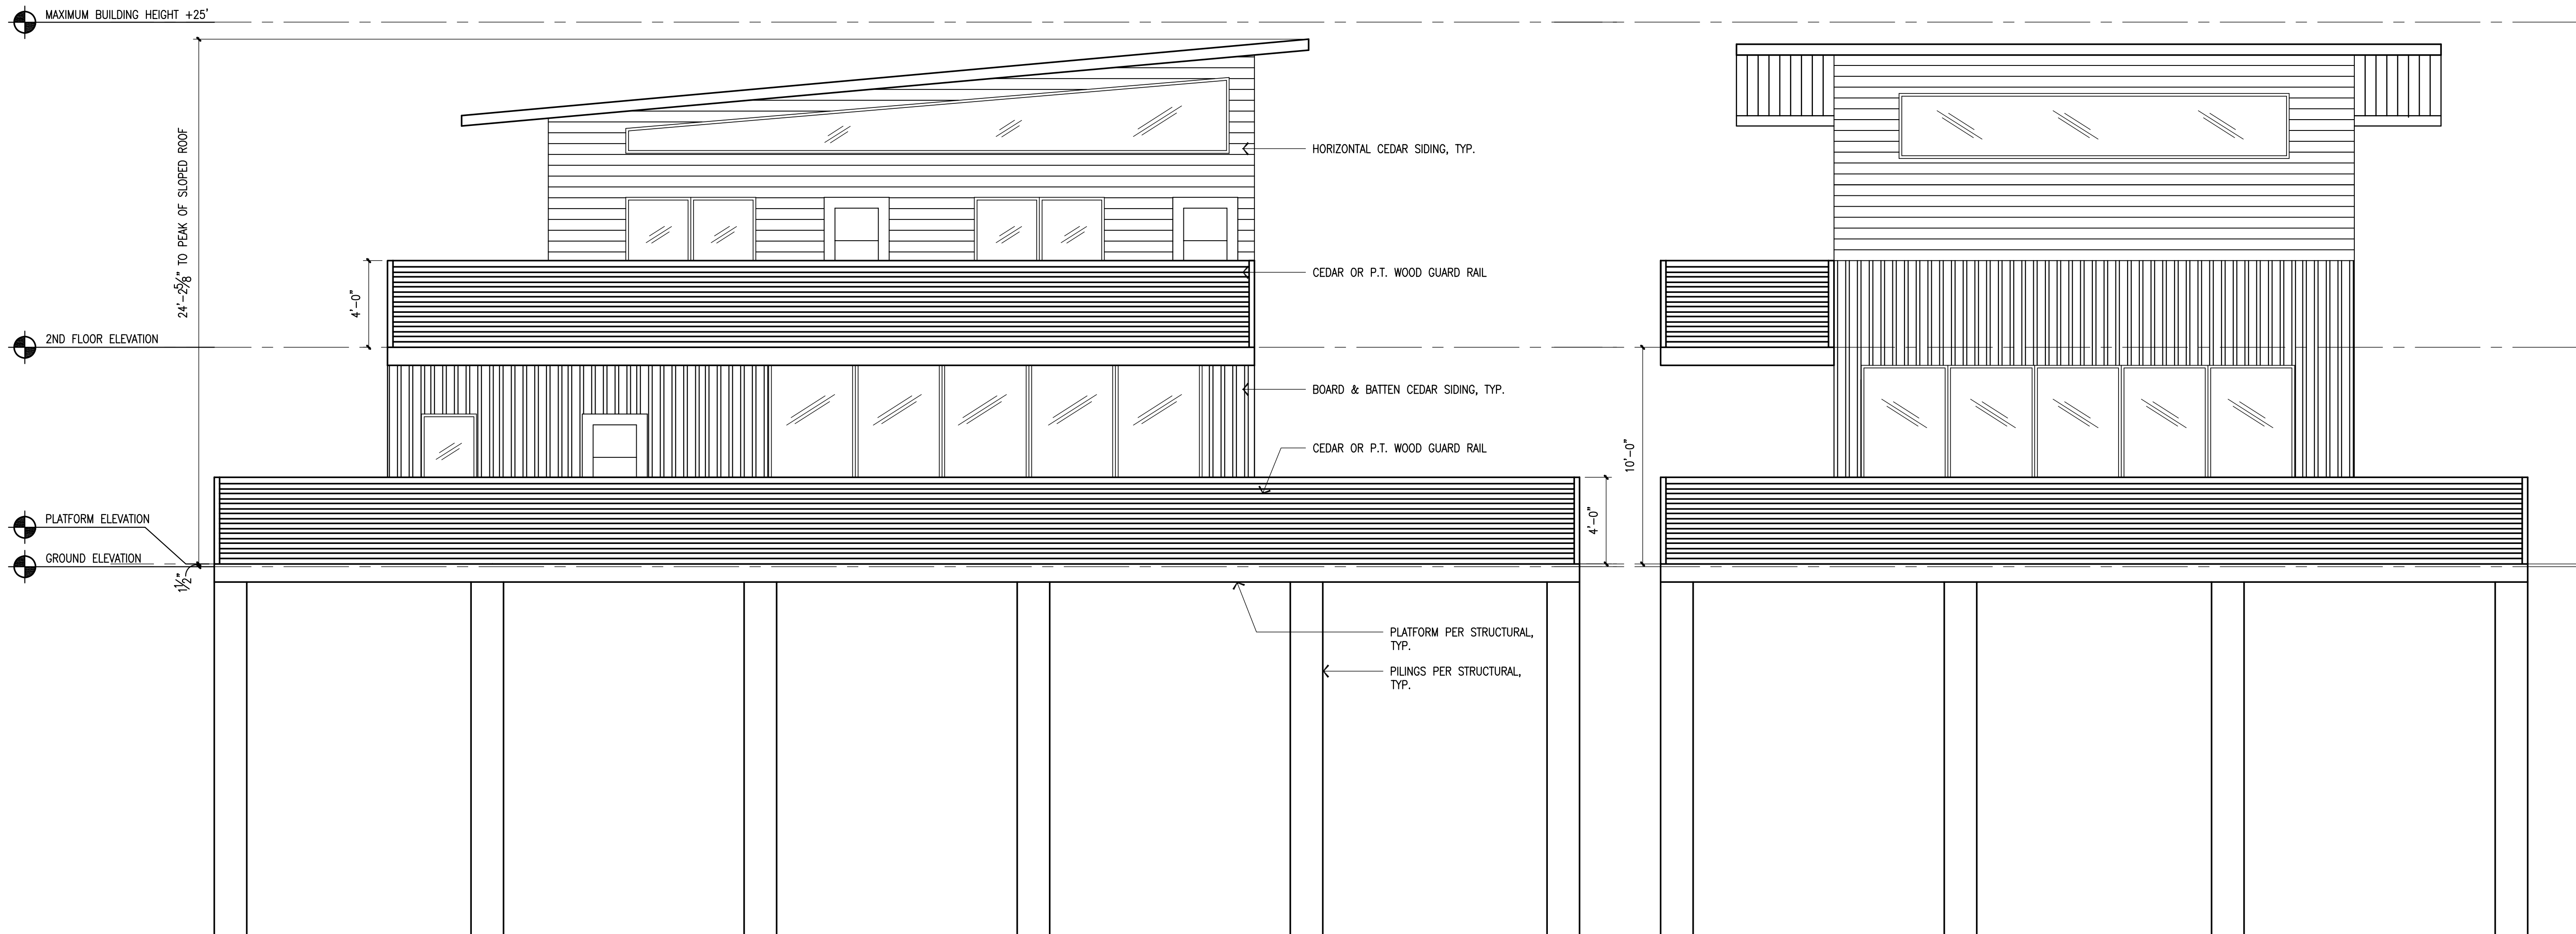 MAXIMUM BUILDING HEIGHT +25'
24'-2 5/8" TO PEAK OF SLOPED ROOF
HORIZONTAL CEDAR SIDING, TYP.
CEDAR OR P.T. WOOD GUARD RAIL
4'-0"
2ND FLOOR ELEVATION
BOARD & BATTEN CEDAR SIDING, TYP.
CEDAR OR P.T. WOOD GUARD RAIL
10'-0"
4'-0"
PLATFORM ELEVATION
GROUND ELEVATION
1 1/2"
PLATFORM PER STRUCTURAL,
TYP.
PILINGS PER STRUCTURAL,
TYP.